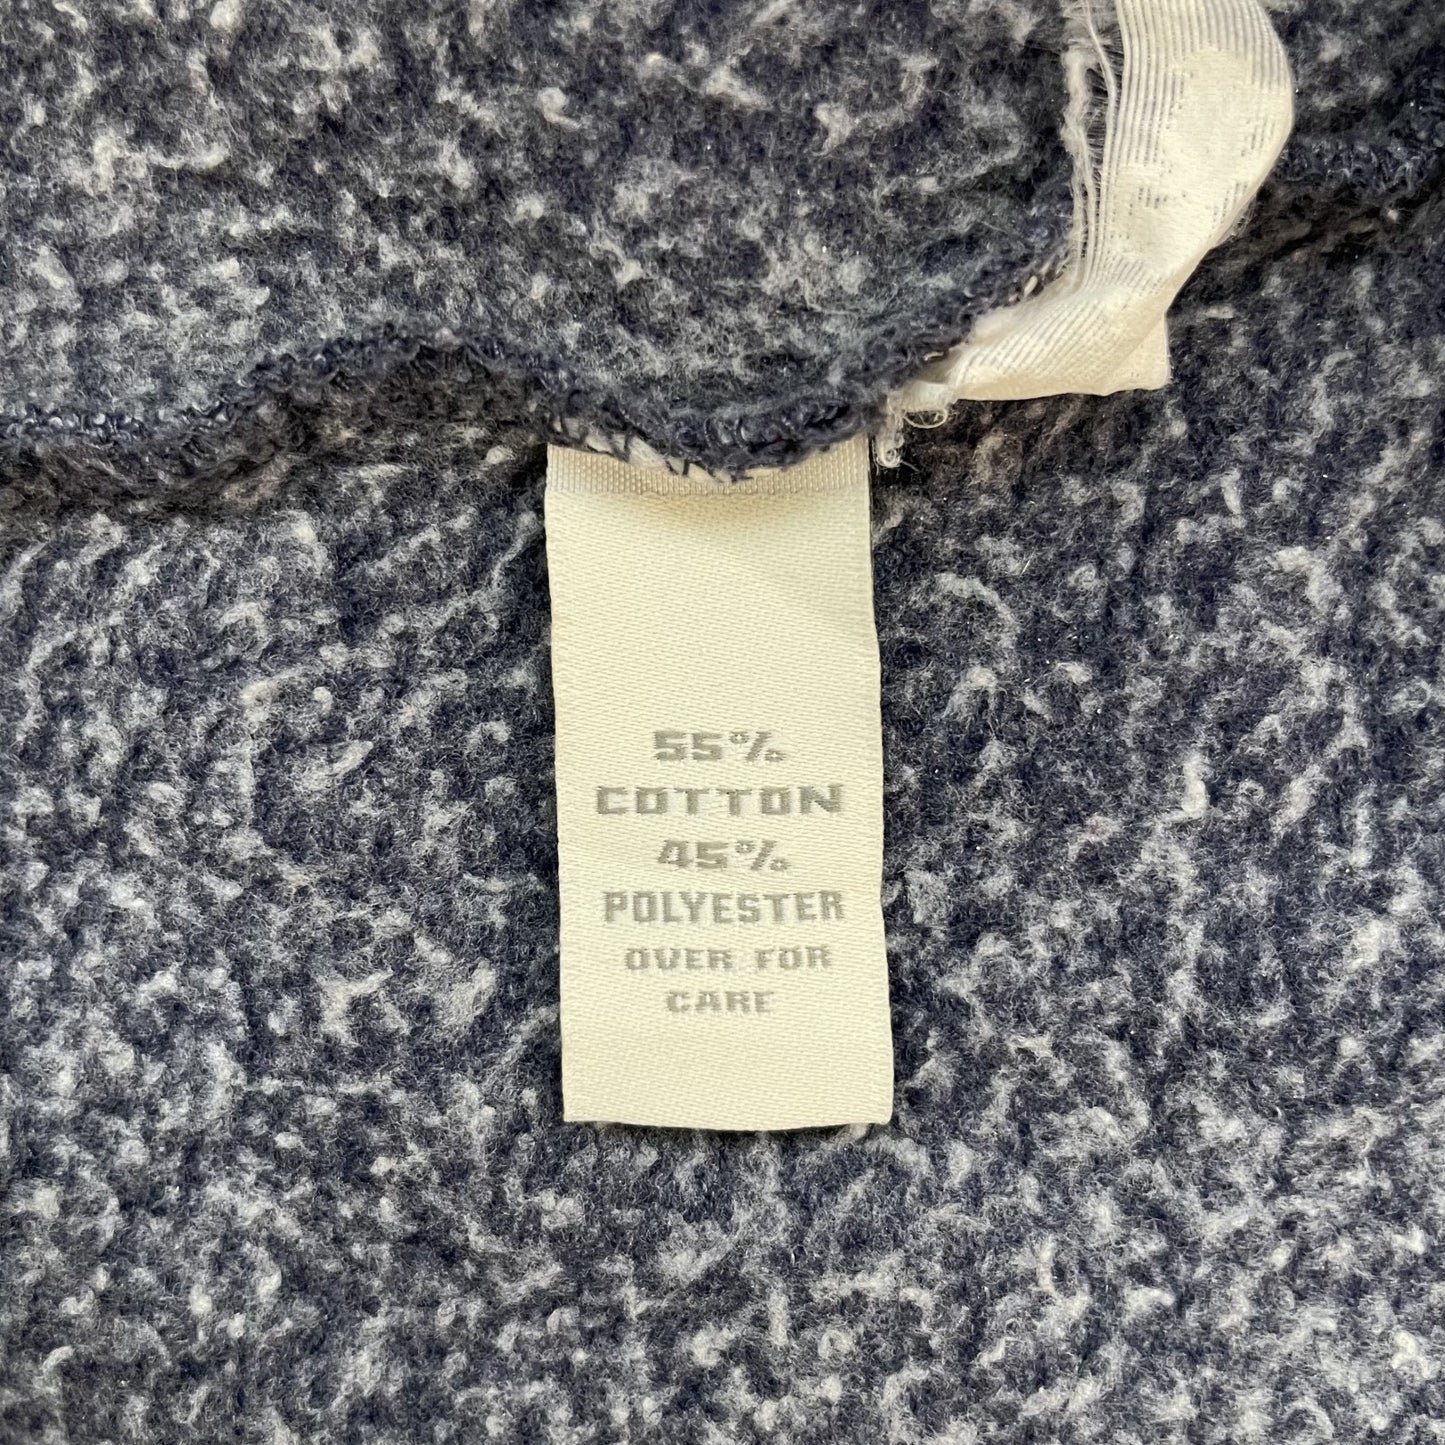 55%
COTTON
45%
POLYESTER
OVER FOR
CARE